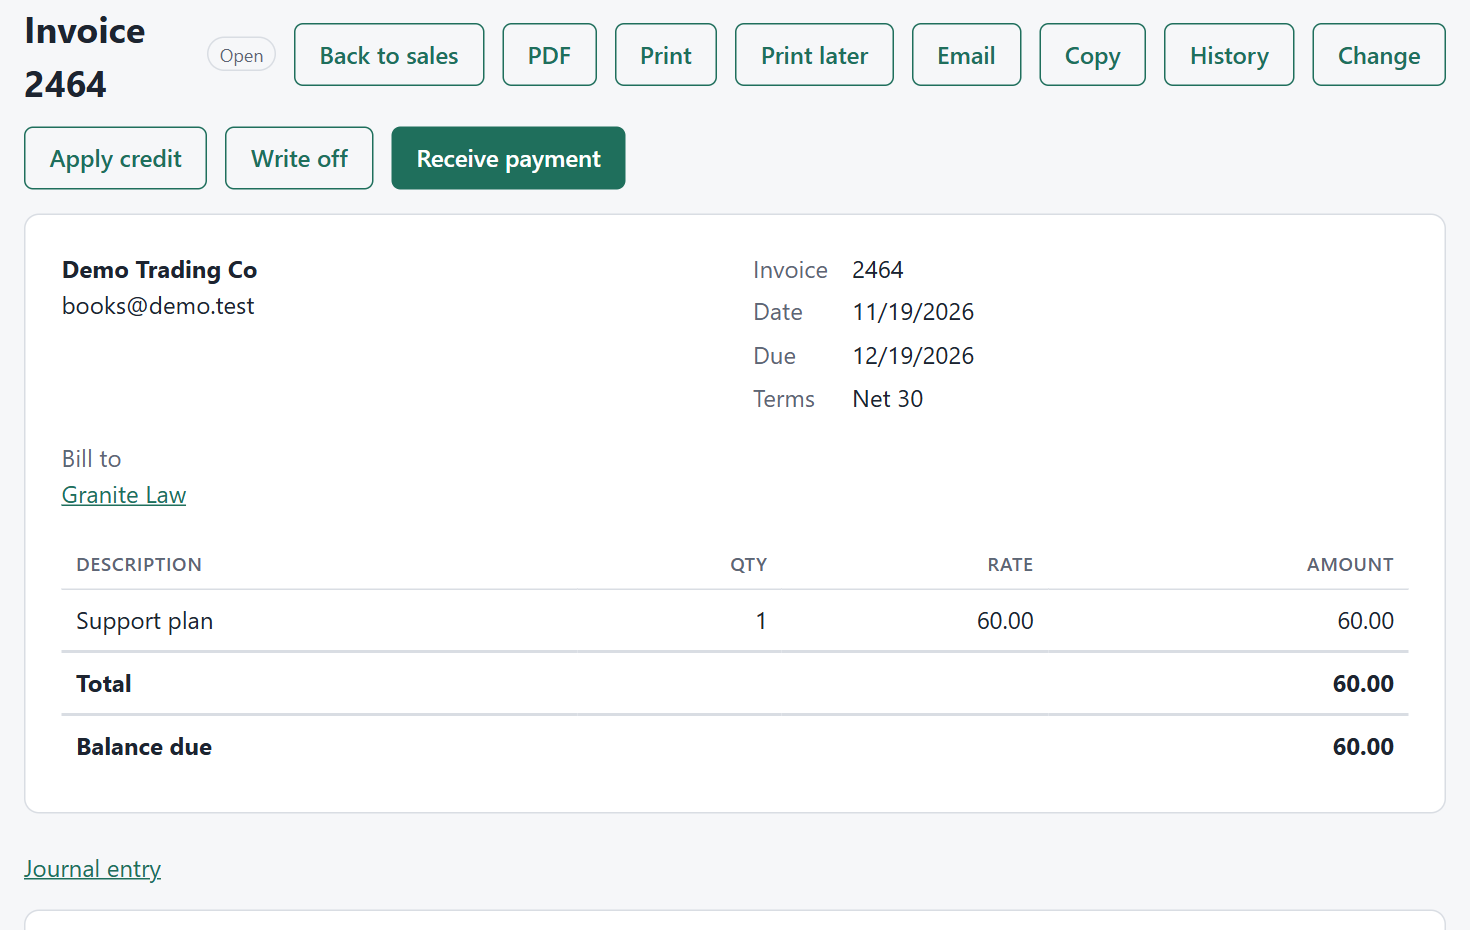 Invoice 2464
Open
Back to sales
PDF
Print
Print later
Email
Copy
History
Change
Apply credit
Write off
Receive payment
Demo Trading Co
books@demo.test
Invoice 2464
Date 11/19/2026
Due 12/19/2026
Terms Net 30
Bill to
Granite Law
DESCRIPTION QTY RATE AMOUNT
Support plan 1 60.00 60.00
Total 60.00
Balance due 60.00
Journal entry